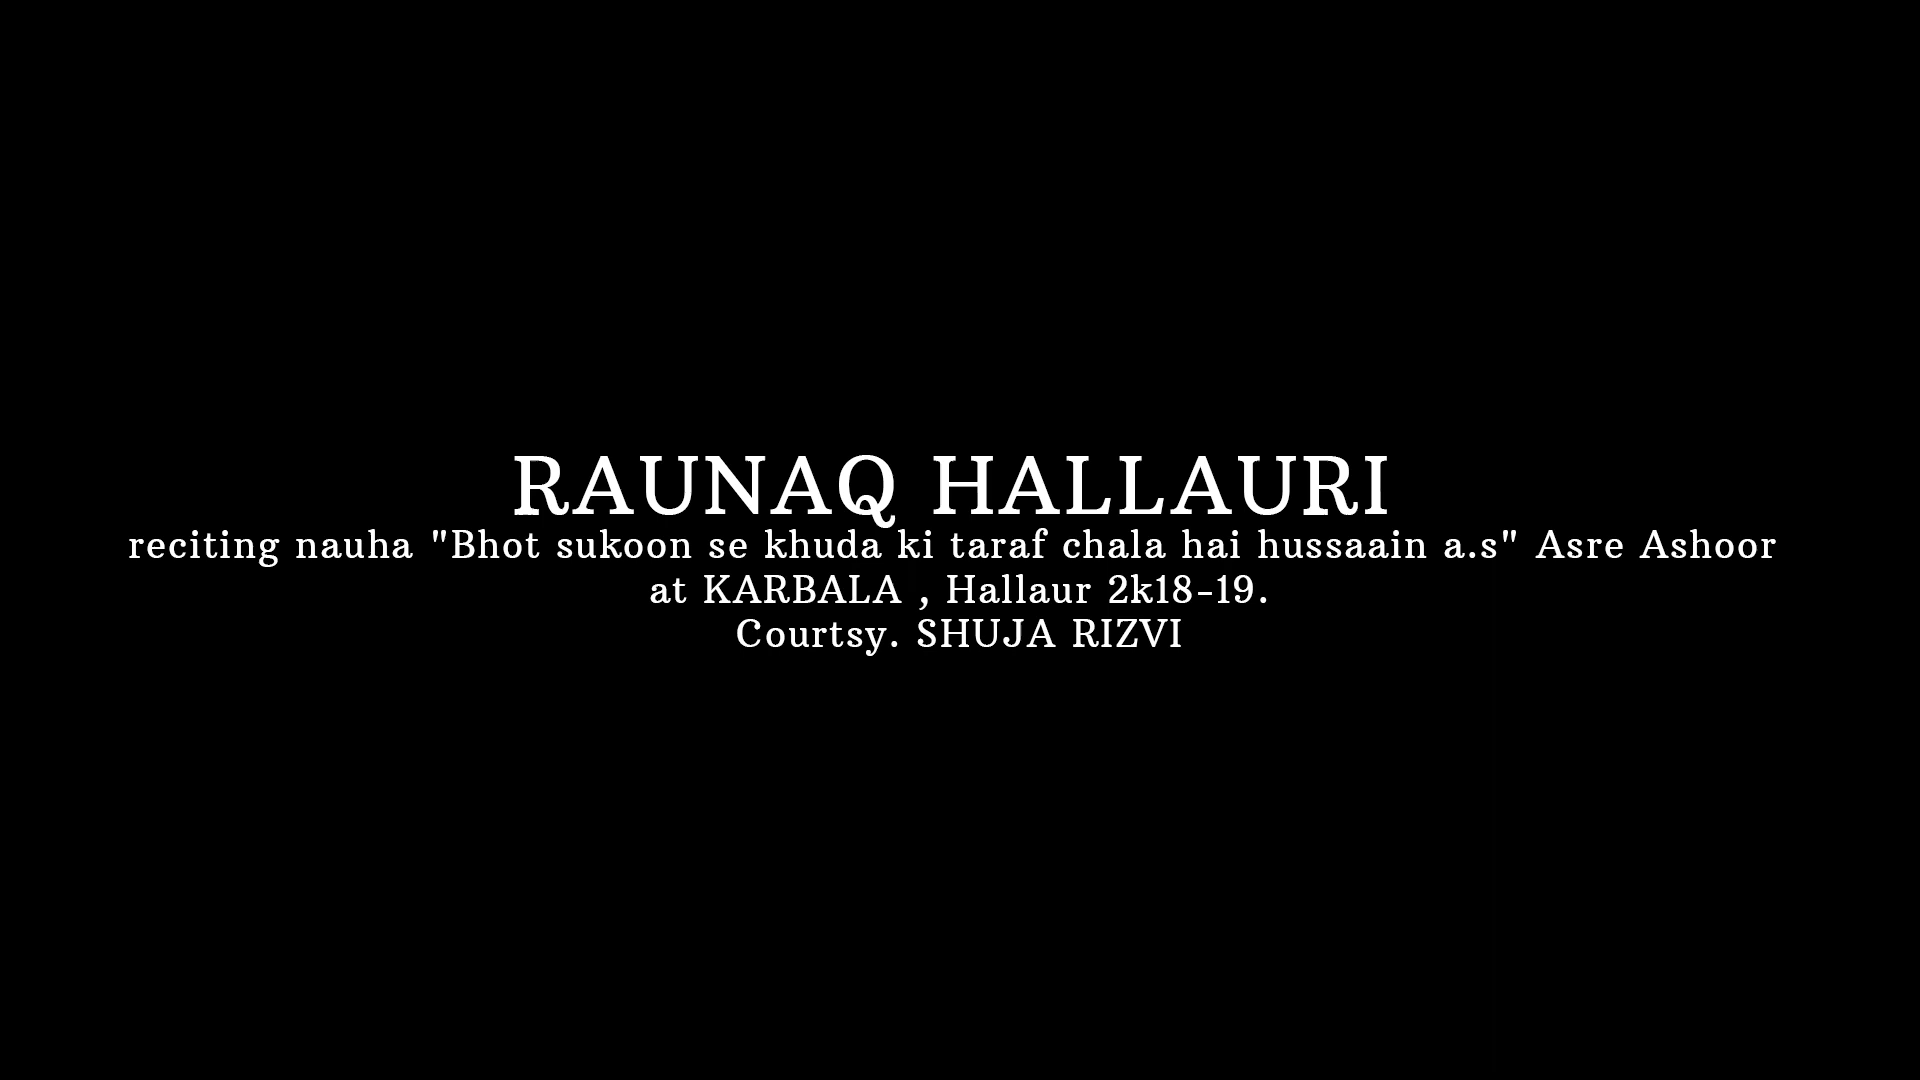 RAUNAQ HALLAURI
reciting nauha "Bhot sukoon se khuda ki taraf chala hai hussaain a.s" Asre Ashoor
at KARBALA , Hallaur 2k18-19.
Courtsy. SHUJA RIZVI